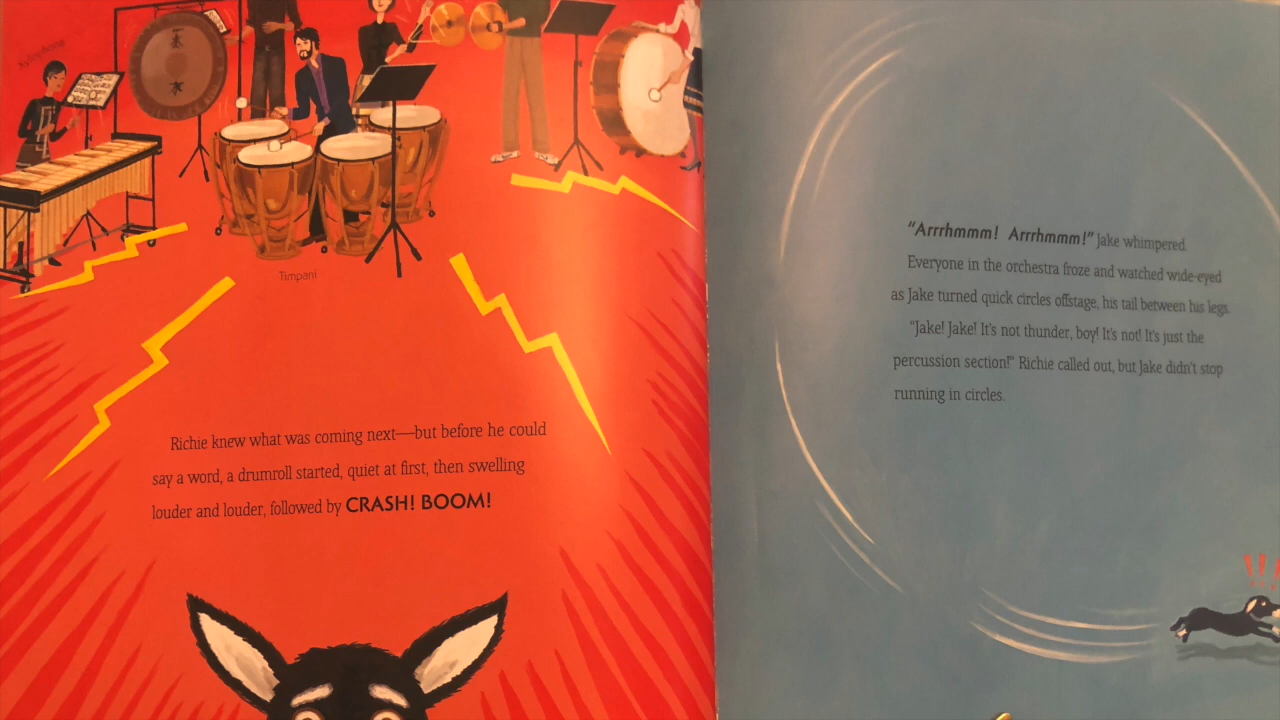 Xylophone
Timpani
Richie knew what was coming next—but before he could
say a word, a drumroll started, quiet at first, then swelling
louder and louder, followed by CRASH! BOOM!
“Arrrhmmm! Arrrhmmm!” Jake whimpered.
Everyone in the orchestra froze and watched wide-eyed
as Jake turned quick circles offstage, his tail between his legs.
“Jake! Jake! It’s not thunder, boy! It’s not! It’s just the
percussion section!” Richie called out, but Jake didn’t stop
running in circles.
!!